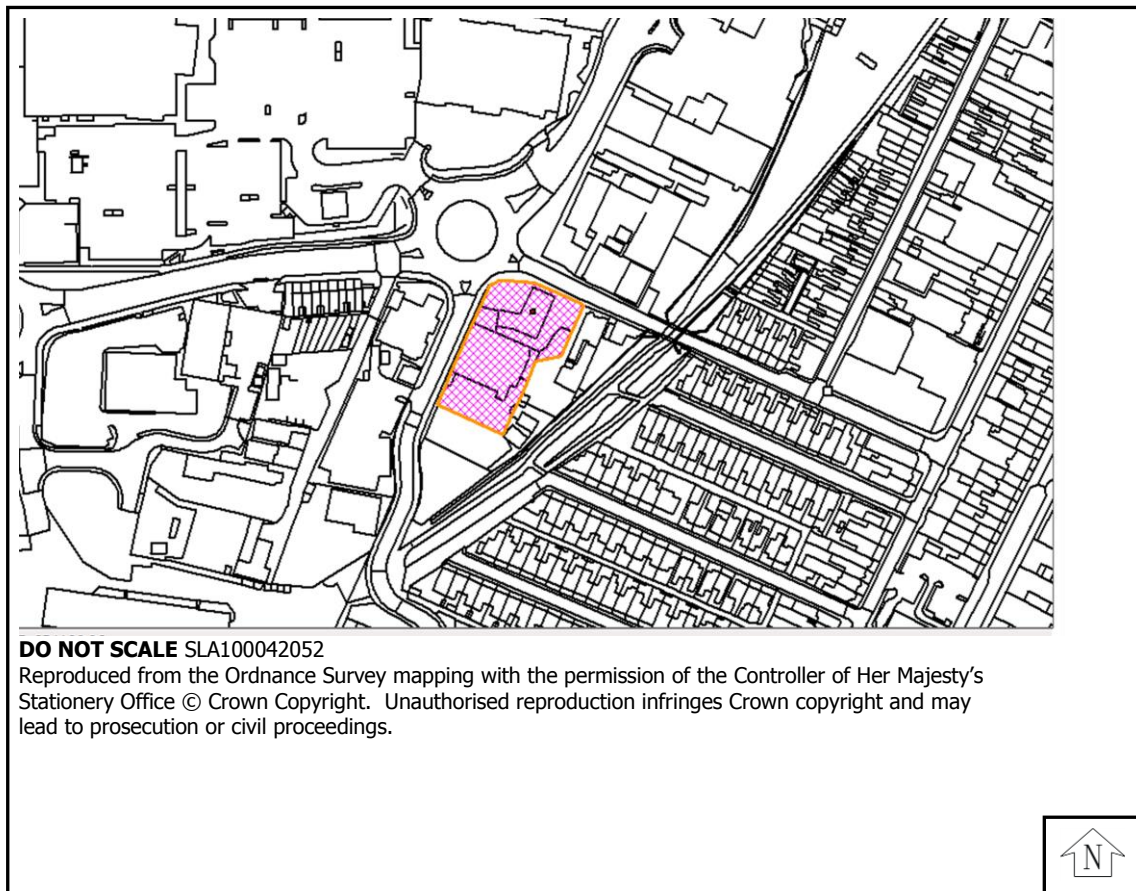 DO NOT SCALE SLA100042052
Reproduced from the Ordnance Survey mapping with the permission of the Controller of Her Majesty's
Stationery Office © Crown Copyright. Unauthorised reproduction infringes Crown copyright and may
lead to prosecution or civil proceedings.
N